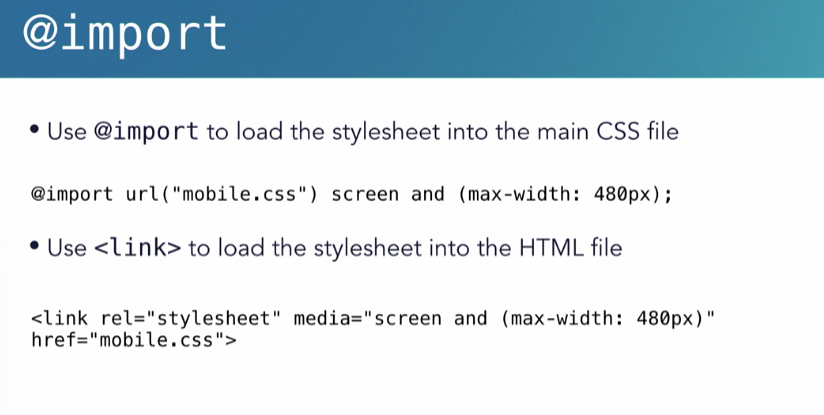 @import
• Use @import to load the stylesheet into the main CSS file
@import url("mobile.css") screen and (max-width: 480px);
• Use <link> to load the stylesheet into the HTML file
<link rel="stylesheet" media="screen and (max-width: 480px)"
href="mobile.css">